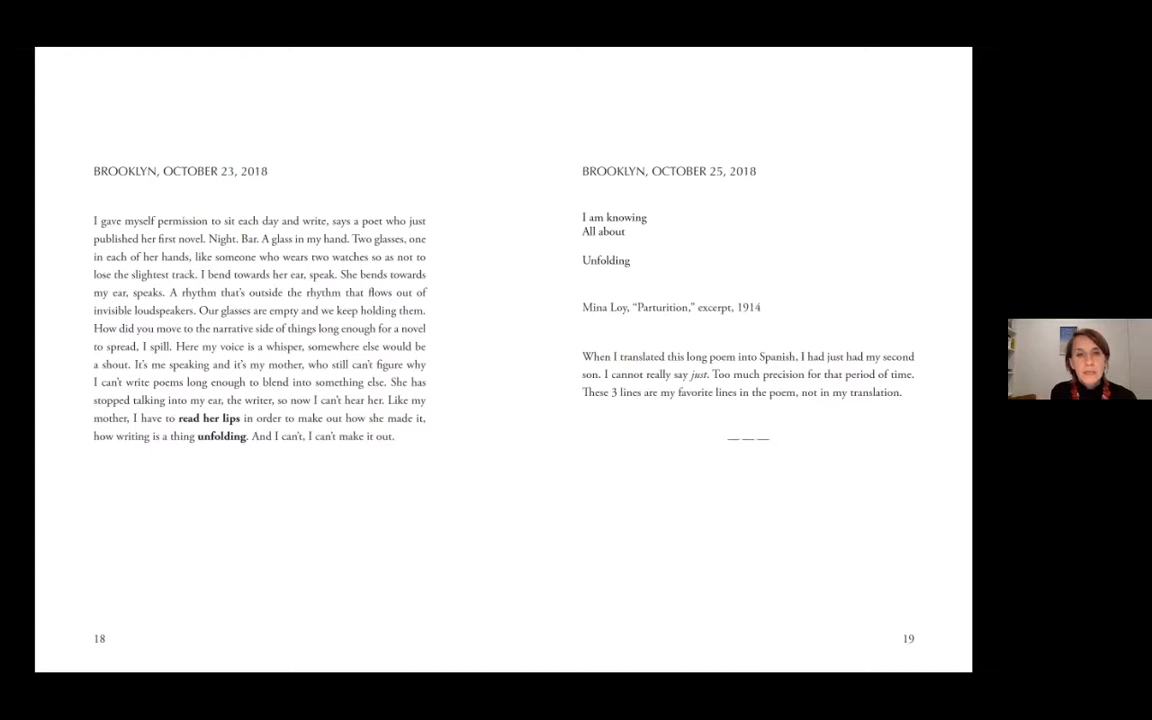 BROOKLYN, OCTOBER 23, 2018
I gave myself permission to sit each day and write, says a poet who just
published her first novel. Night. Bar. A glass in my hand. Two glasses, one
in each of her hands, like someone who wears two watches so as not to
lose the slightest track. I bend towards her ear, speak. She bends towards
my ear, speaks. A rhythm that's outside the rhythm that flows out of
invisible loudspeakers. Our glasses are empty and we keep holding them.
How did you move to the narrative side of things long enough for a novel
to spread, I spill. Here my voice is a whisper, somewhere else would be
a shout. It's me speaking and it's my mother, who still can't figure why
I can't write poems long enough to blend into something else. She has
stopped talking into my ear, the writer, so now I can't hear her. Like my
mother, I have to read her lips in order to make out how she made it,
how writing is a thing unfolding. And I can't, I can't make it out.
18
BROOKLYN, OCTOBER 25, 2018
I am knowing
All about
Unfolding
Mina Loy, “Parturition,” excerpt, 1914
When I translated this long poem into Spanish, I had just had my second
son. I cannot really say just. Too much precision for that period of time.
These 3 lines are my favorite lines in the poem, not in my translation.
— — —
19